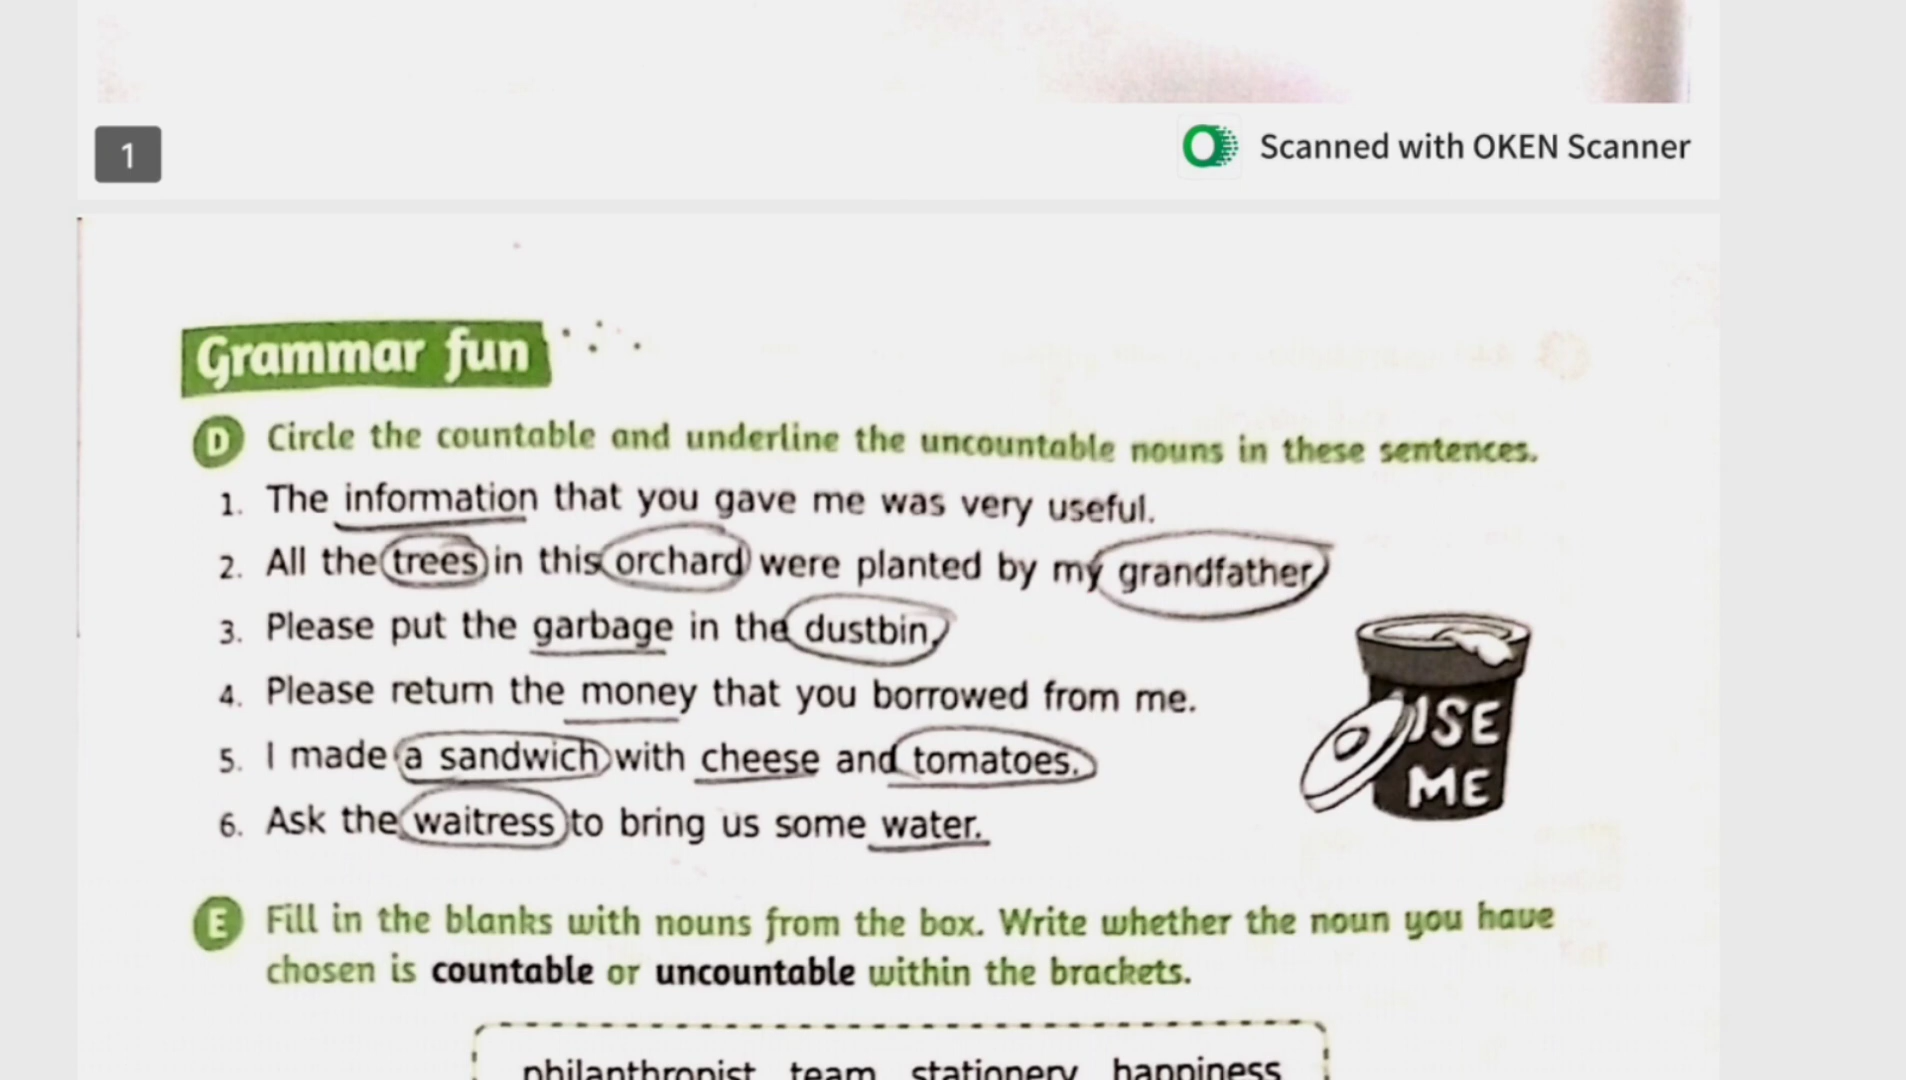 1
Scanned with OKEN Scanner
Grammar fun
D Circle the countable and underline the uncountable nouns in these sentences.
1. The information that you gave me was very useful.
2. All the trees in this orchard were planted by my grandfather.
3. Please put the garbage in the dustbin.
4. Please return the money that you borrowed from me.
5. I made a sandwich with cheese and tomatoes.
6. Ask the waitress to bring us some water.
USE
ME
E Fill in the blanks with nouns from the box. Write whether the noun you have
chosen is countable or uncountable within the brackets.
philanthropist team stationery happiness